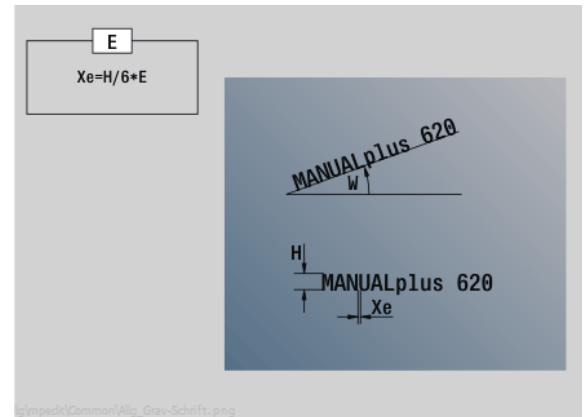 E
Xe=H/6*E
MANUALplus 620
W
H
MANUALplus 620
Xe
lg\mpedit\Common\Allg_Grav-Schrift.png